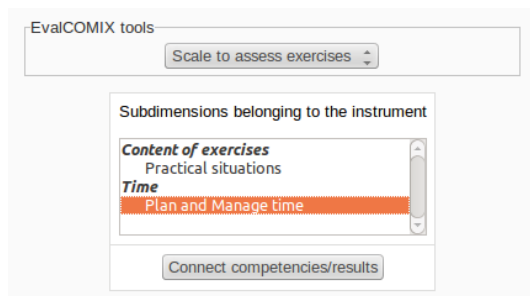 EvalCOMIX tools
Scale to assess exercises
Subdimensions belonging to the instrument
Content of exercises
Practical situations
Time
Plan and Manage time
Connect competencies/results